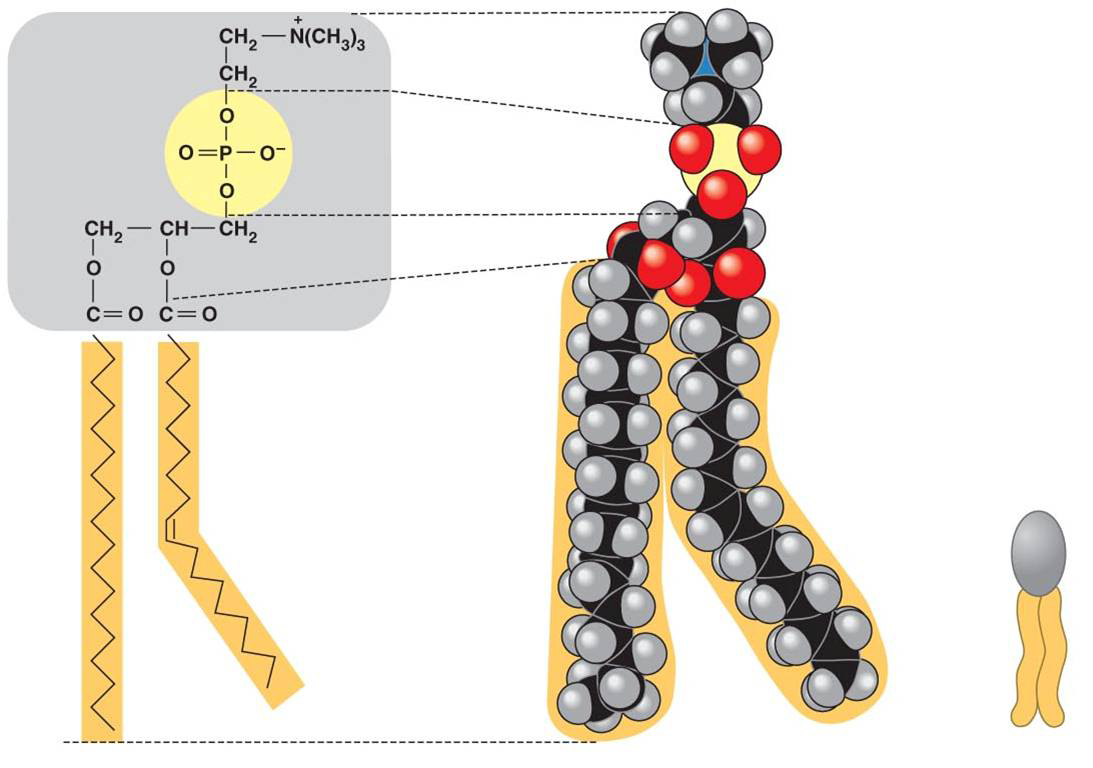 +
CH₂ — N(CH₃)₃
CH₂
O
O = P — O⁻
O
CH₂ — CH — CH₂
O O
C = O C = O